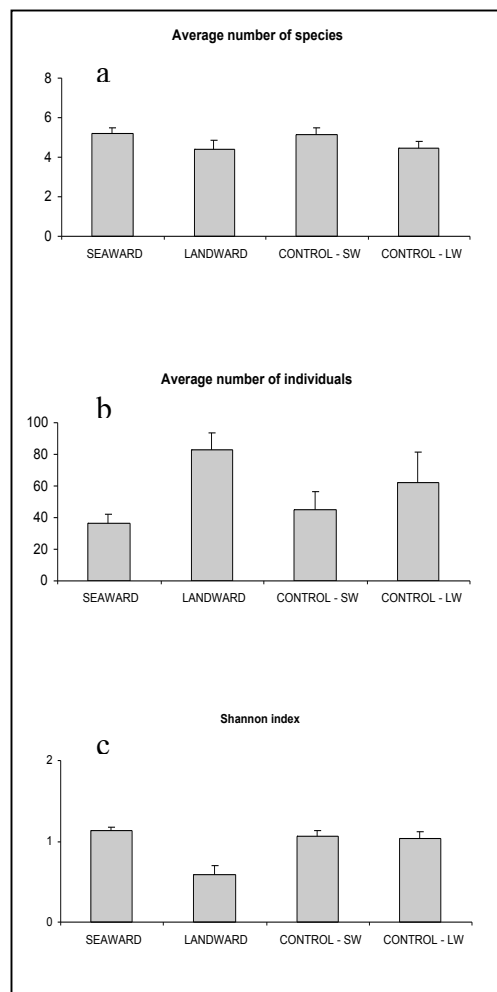 Average number of species
a
8
6
4
2
0
SEAWARD LANDWARD CONTROL - SW CONTROL - LW
Average number of individuals
b
100
80
60
40
20
0
SEAWARD LANDWARD CONTROL - SW CONTROL - LW
Shannon index
c
2
1
0
SEAWARD LANDWARD CONTROL - SW CONTROL - LW